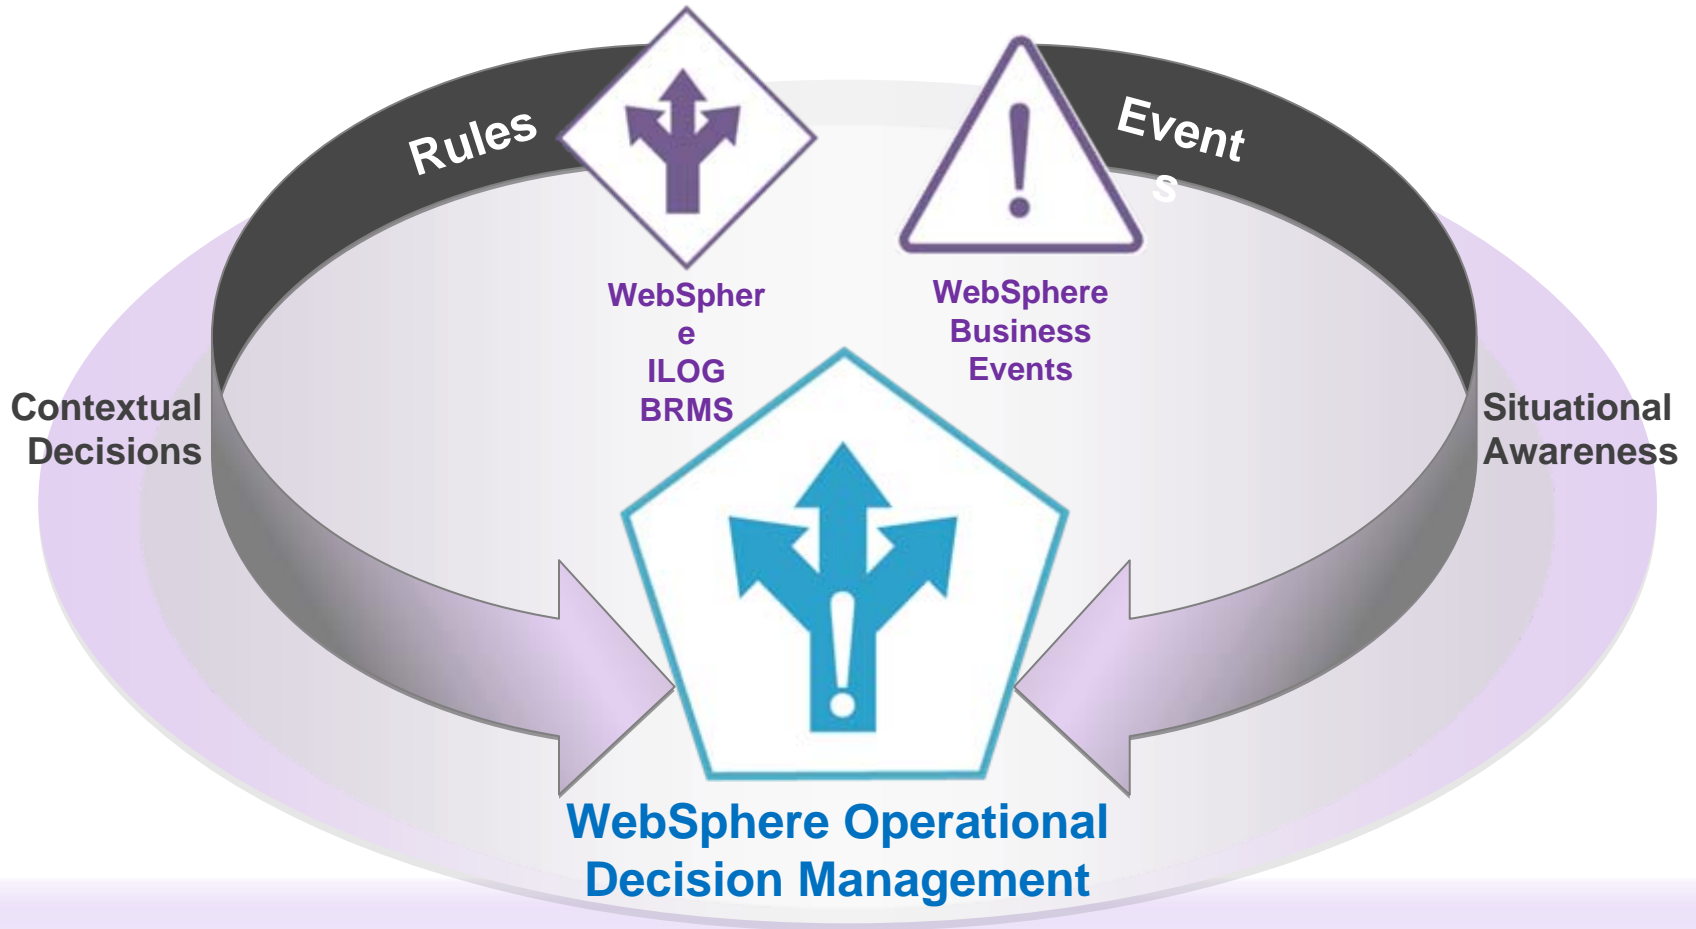 Rules
Event
s
WebSpher
e
ILOG
BRMS
WebSphere
Business
Events
Contextual
Decisions
Situational
Awareness
WebSphere Operational
Decision Management